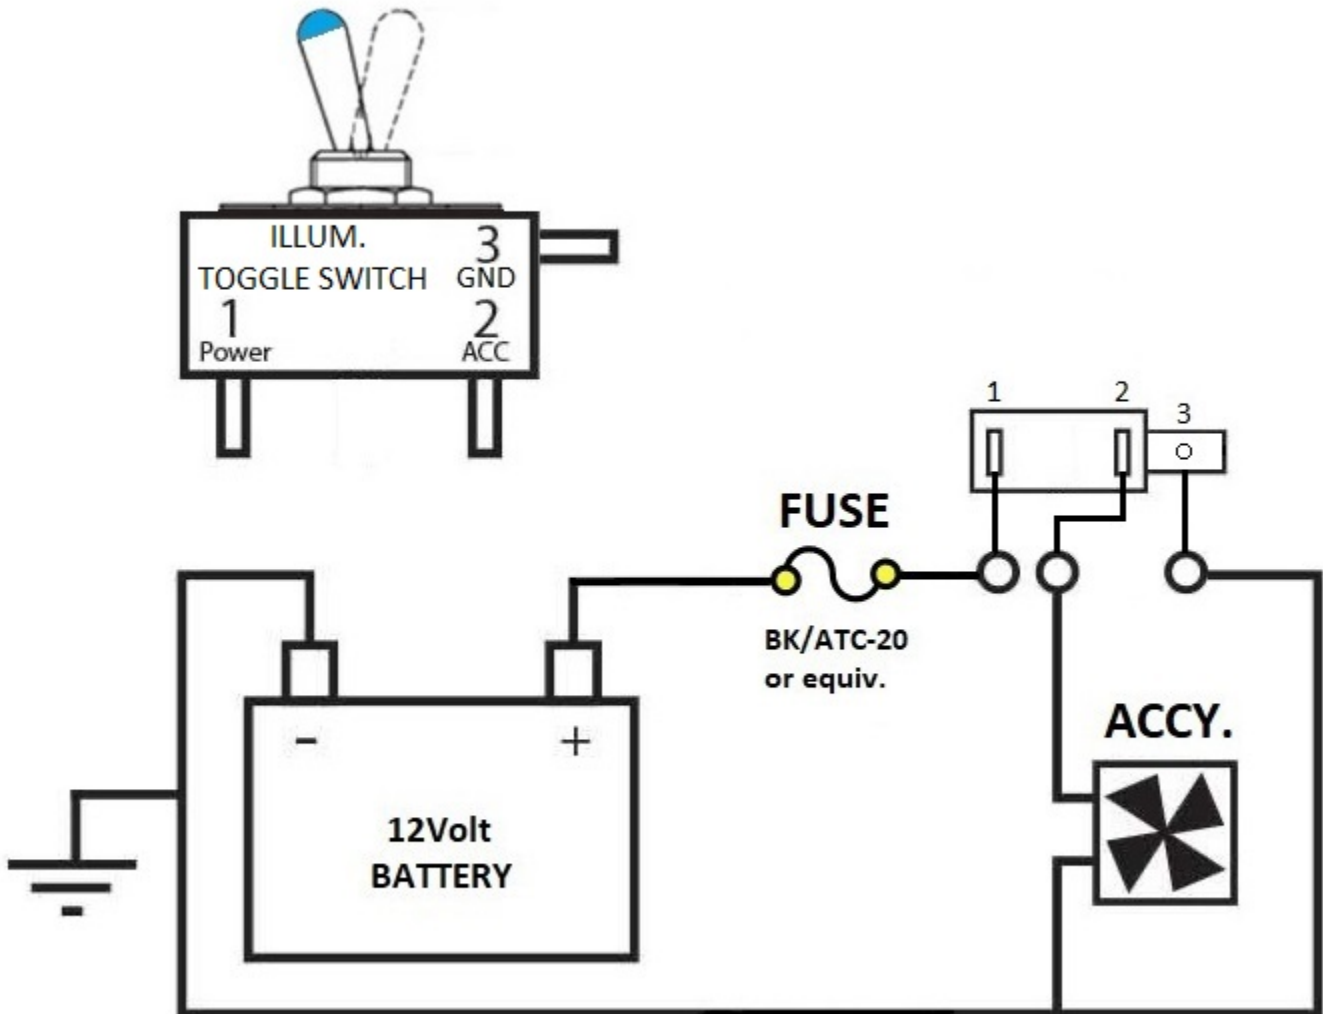 ILLUM.
TOGGLE SWITCH
3
GND
1
Power
2
ACC
1
2
3
FUSE
BK/ATC-20
or equiv.
ACCY.
-
+
12Volt
BATTERY